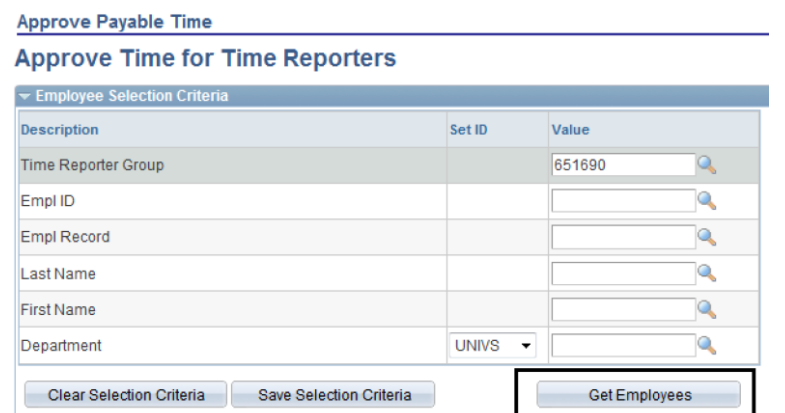 Approve Payable Time
Approve Time for Time Reporters
Employee Selection Criteria
Description Set ID Value
Time Reporter Group 651690
Empl ID
Empl Record
Last Name
First Name
Department UNIVS
Clear Selection Criteria Save Selection Criteria Get Employees